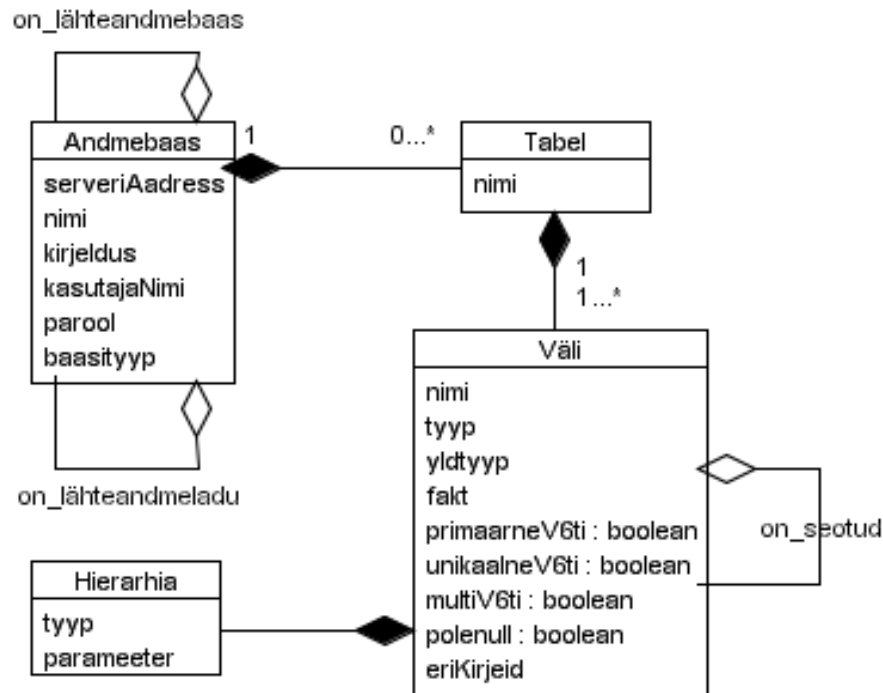 on_lähteandmebaas
Andmebaas
serveriAadress
nimi
kirjeldus
kasutajaNimi
parool
baasityyp
1
0...*
Tabel
nimi
1
1...*
Väli
nimi
tyyp
yldtyyp
fakt
primaarneV6ti : boolean
unikaalneV6ti : boolean
multiV6ti : boolean
polenull : boolean
eriKirjeid
on_seotud
on_lähteandmeladu
Hierarhia
tyyp
parameeter